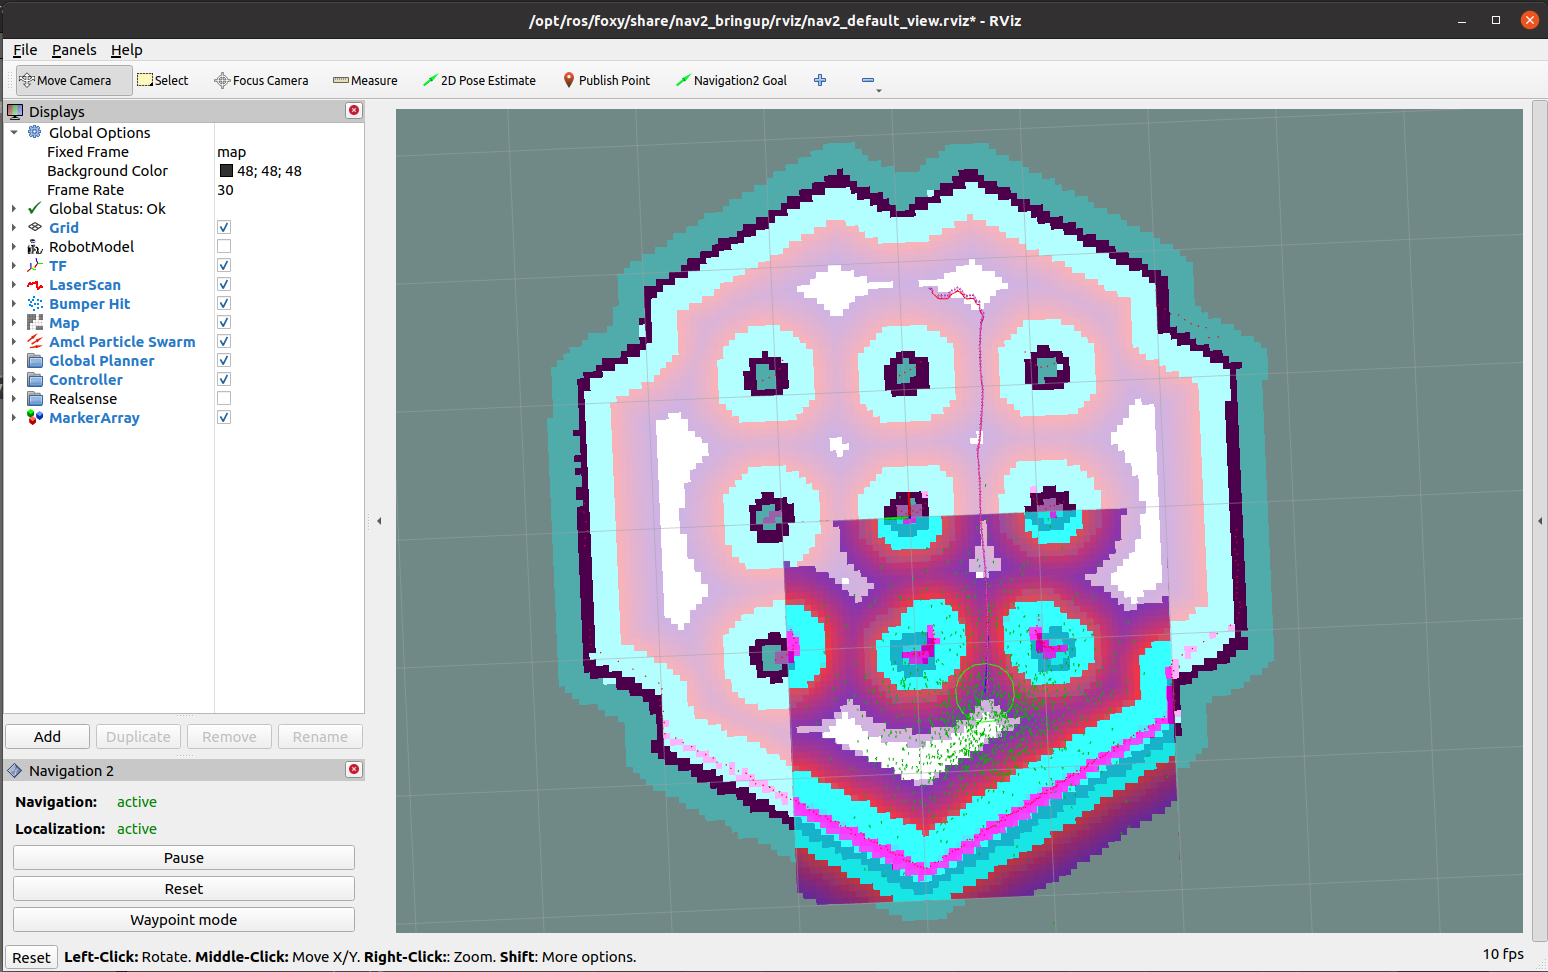 /opt/ros/foxy/share/nav2_bringup/rviz/nav2_default_view.rviz* - RViz
File Panels Help
Move Camera Select Focus Camera Measure 2D Pose Estimate Publish Point Navigation2 Goal
Displays
Global Options
Fixed Frame map
Background Color 48; 48; 48
Frame Rate 30
Global Status: Ok
Grid
RobotModel
TF
LaserScan
Bumper Hit
Map
Amcl Particle Swarm
Global Planner
Controller
Realsense
MarkerArray
Add Duplicate Remove Rename
Navigation 2
Navigation: active
Localization: active
Pause
Reset
Waypoint mode
Reset Left-Click: Rotate. Middle-Click: Move X/Y. Right-Click:: Zoom. Shift: More options. 10 fps